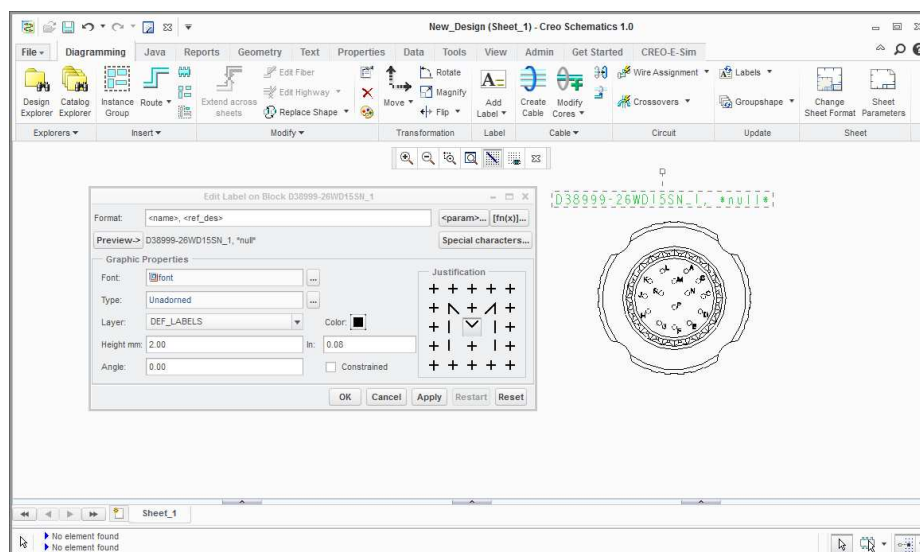 New_Design (Sheet_1) - Creo Schematics 1.0
File Diagramming Java Reports Geometry Text Properties Data Tools View Admin Get Started CREO-E-Sim
Design Explorer
Catalog Explorer
Instance Group
Route
Extend across sheets
Edit Fiber
Edit Highway
Replace Shape
Move
Rotate
Magnify
Flip
Add Label
Create Cable
Modify Cores
Wire Assignment
Crossovers
Labels
Groupshape
Change Sheet Format
Sheet Parameters
Explorers Insert Modify Transformation Label Cable Circuit Update Sheet
Edit Label on Block D38999-26WD15SN_1
Format: <name>, <ref_des> <param>... [fn(x)]...
Preview-> D38999-26WD15SN_1, *null* Special characters...
Graphic Properties
Font: font ...
Type: Unadorned ...
Layer: DEF_LABELS Color:
Height mm: 2.00 In: 0.08
Angle: 0.00 Constrained
Justification
OK Cancel Apply Restart Reset
D38999-26WD15SN_1, *null*
Sheet_1
No element found
No element found